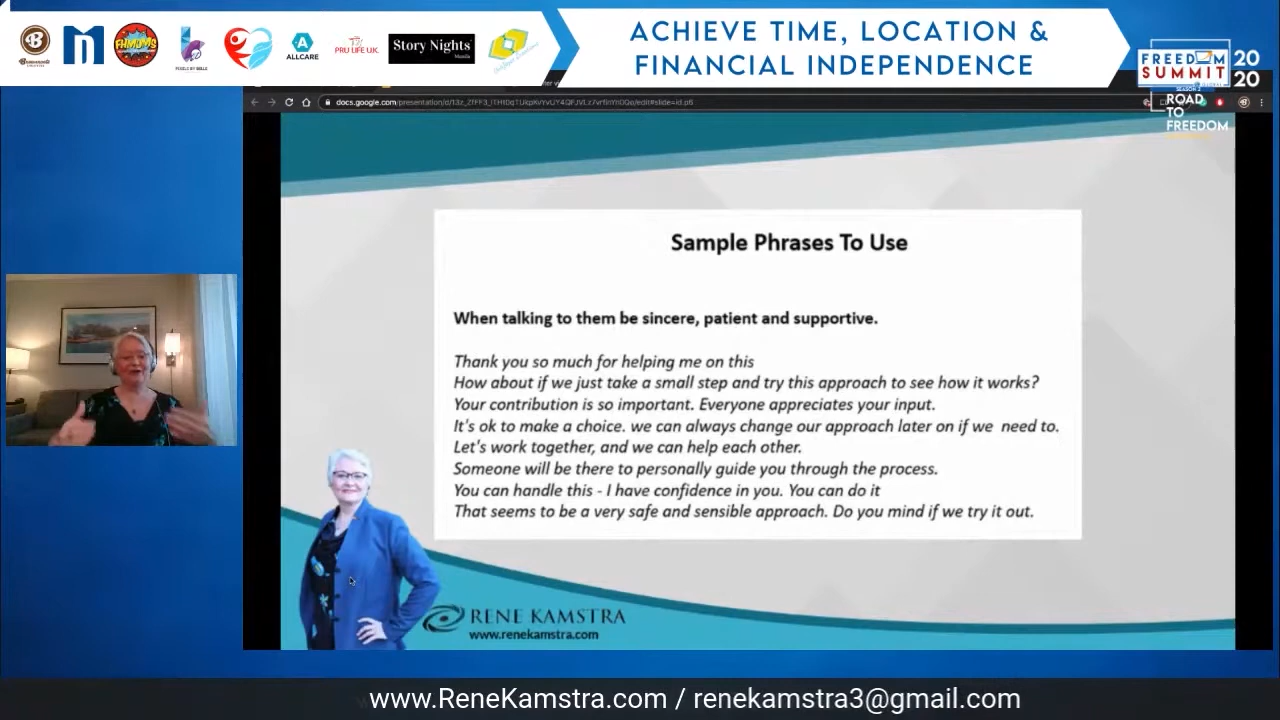 B
FHMOMS
A
ALLCARE
PRU LIFE UK
Story Nights
ACHIEVE TIME, LOCATION &
FINANCIAL INDEPENDENCE
FREEDOM
SUMMIT
20
20
ROAD
TO
FREEDOM
Sample Phrases To Use
When talking to them be sincere, patient and supportive.
Thank you so much for helping me on this
How about if we just take a small step and try this approach to see how it works?
Your contribution is so important. Everyone appreciates your input.
It's ok to make a choice. we can always change our approach later on if we need to.
Let's work together, and we can help each other.
Someone will be there to personally guide you through the process.
You can handle this - I have confidence in you. You can do it
That seems to be a very safe and sensible approach. Do you mind if we try it out.
RENE KAMSTRA
www.renekamstra.com
www.ReneKamstra.com / renekamstra3@gmail.com